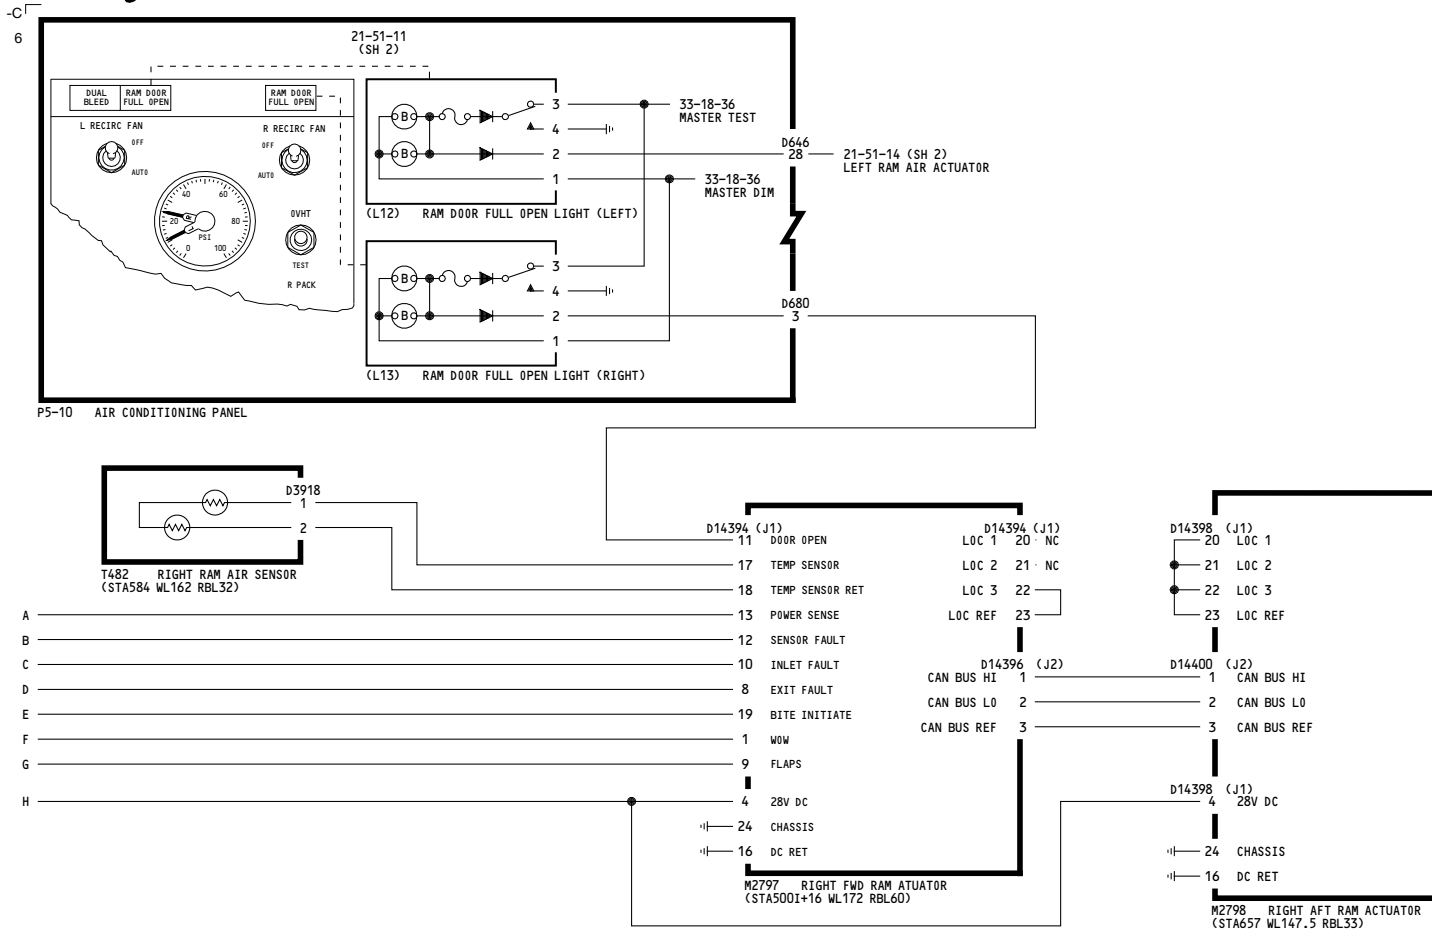 -C
6
21-51-11
(SH 2)
DUAL BLEED
RAM DOOR FULL OPEN
RAM DOOR FULL OPEN
L RECIRC FAN
R RECIRC FAN
OFF
AUTO
OFF
AUTO
40
60
20
80
0
100
PSI
R
L
OVHT
TEST
R PACK
B
B
3
4
2
1
(L12) RAM DOOR FULL OPEN LIGHT (LEFT)
33-18-36
MASTER TEST
D646
28
21-51-14 (SH 2)
LEFT RAM AIR ACTUATOR
33-18-36
MASTER DIM
B
B
3
4
2
1
(L13) RAM DOOR FULL OPEN LIGHT (RIGHT)
D680
3
P5-10 AIR CONDITIONING PANEL
D3918
1
2
T482 RIGHT RAM AIR SENSOR
(STA584 WL162 RBL32)
A
B
C
D
E
F
G
H
D14394 (J1)
11 DOOR OPEN
17 TEMP SENSOR
18 TEMP SENSOR RET
13 POWER SENSE
12 SENSOR FAULT
10 INLET FAULT
8 EXIT FAULT
19 BITE INITIATE
1 WOW
9 FLAPS
4 28V DC
24 CHASSIS
16 DC RET
D14394 (J1)
LOC 1 20 NC
LOC 2 21 NC
LOC 3 22
LOC REF 23
D14396 (J2)
CAN BUS HI 1
CAN BUS LO 2
CAN BUS REF 3
M2797 RIGHT FWD RAM ATUATOR
(STA500I+16 WL172 RBL60)
D14398 (J1)
20 LOC 1
21 LOC 2
22 LOC 3
23 LOC REF
D14400 (J2)
1 CAN BUS HI
2 CAN BUS LO
3 CAN BUS REF
D14398 (J1)
4 28V DC
24 CHASSIS
16 DC RET
M2798 RIGHT AFT RAM ACTUATOR
(STA657 WL147.5 RBL33)